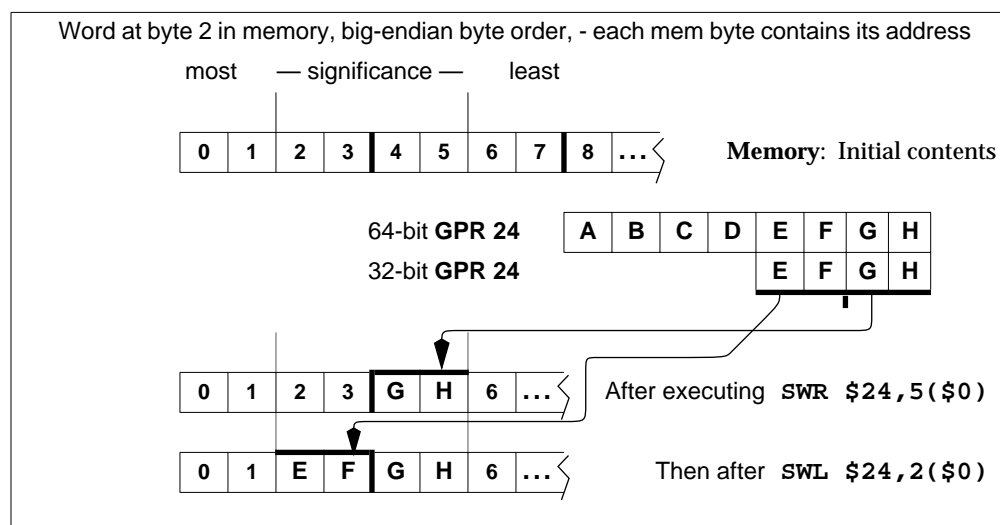 Word at byte 2 in memory, big-endian byte order, - each mem byte contains its address
most — significance — least
0 1 2 3 4 5 6 7 8 ... Memory: Initial contents
64-bit GPR 24 A B C D E F G H
32-bit GPR 24 E F G H
0 1 2 3 G H 6 ... After executing SWR $24,5($0)
0 1 E F G H 6 ... Then after SWL $24,2($0)